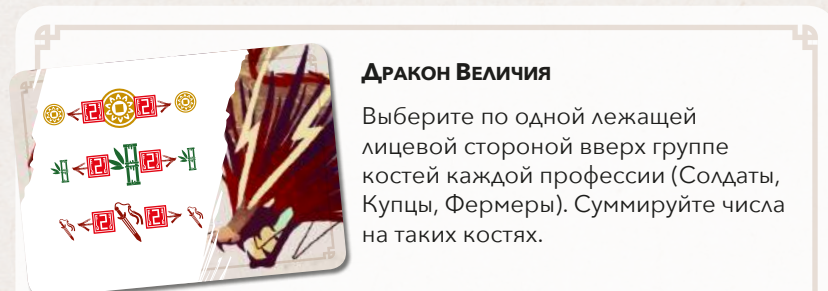 Дракон Величия
Выберите по одной лежащей
лицевой стороной вверх группе
костей каждой профессии (Солдаты,
Купцы, Фермеры). Суммируйте числа
на таких костях.